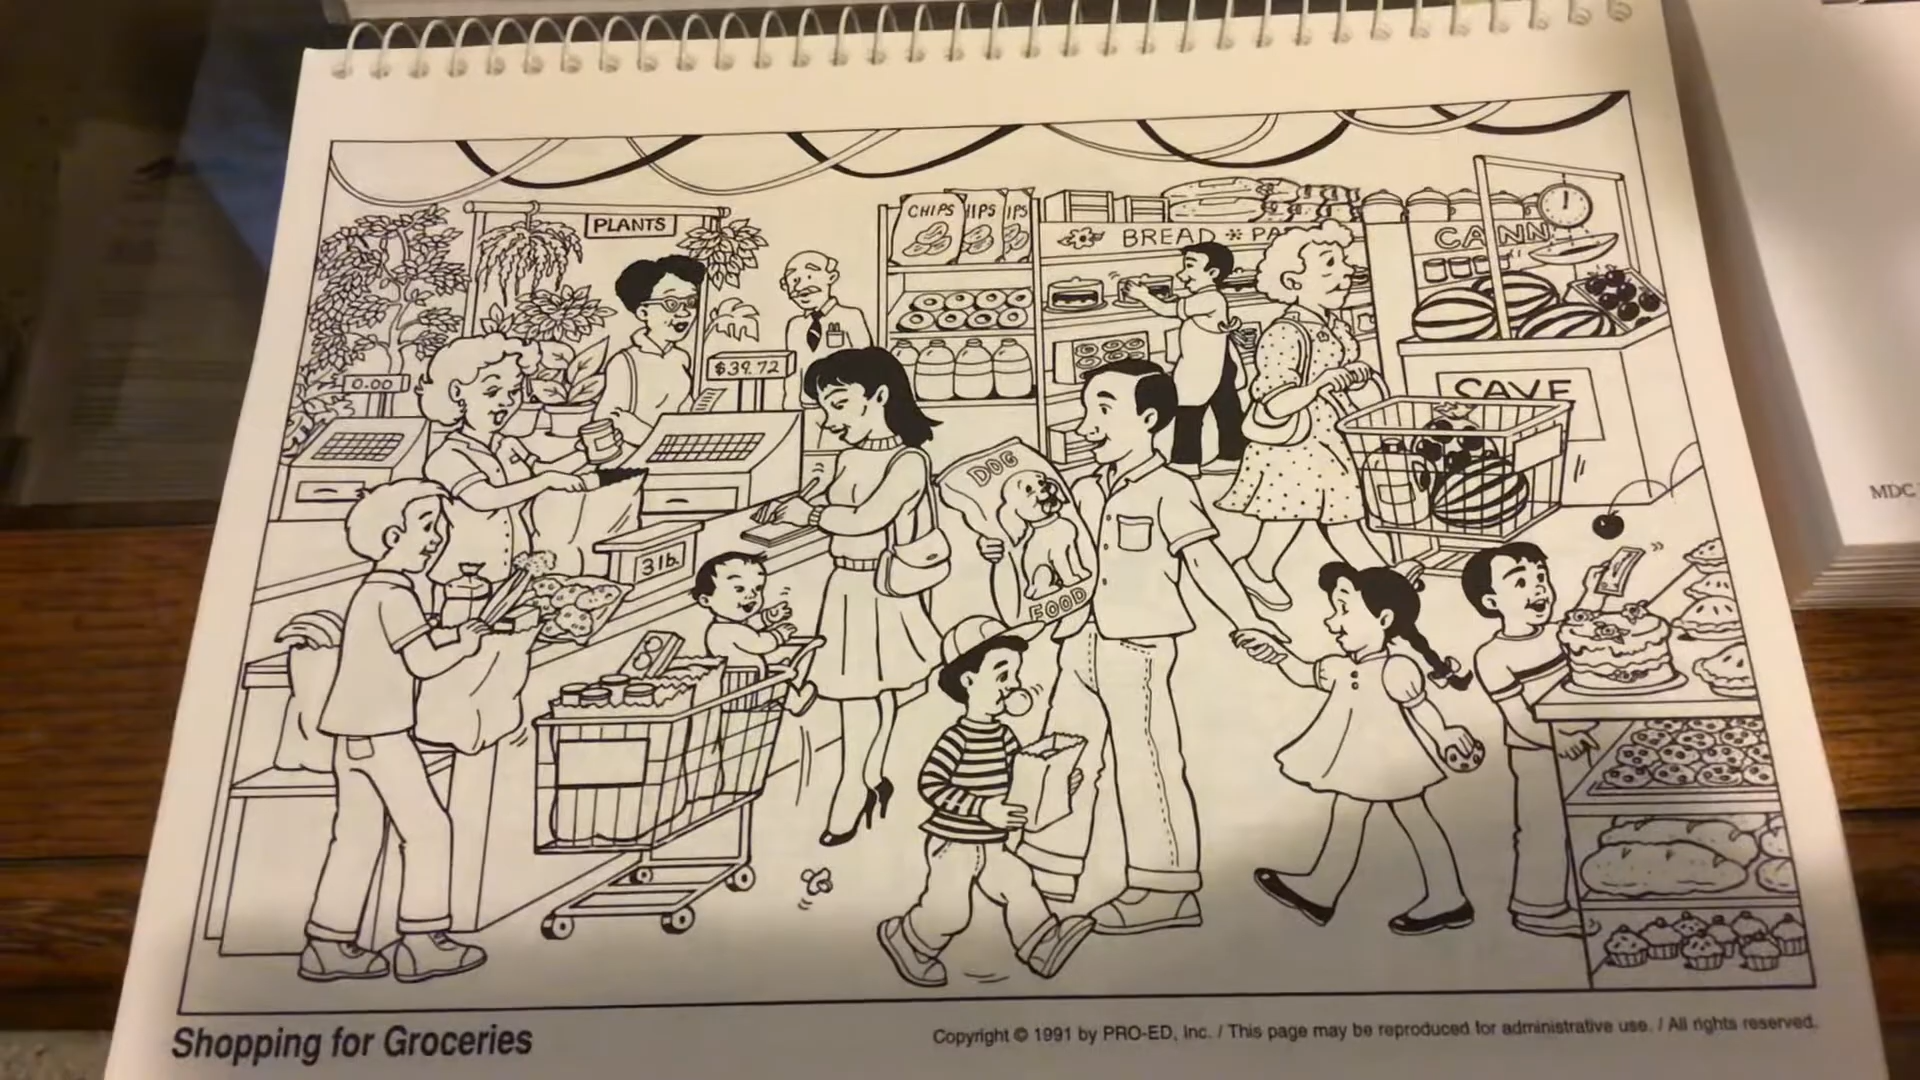 PLANTS
CHIPS
HIPS
IPS
BREAD * PA
CANN
0.00
$39.72
SAVE
DOG
FOOD
3 lb.
MDC
Shopping for Groceries
Copyright © 1991 by PRO-ED, Inc. / This page may be reproduced for administrative use. / All rights reserved.